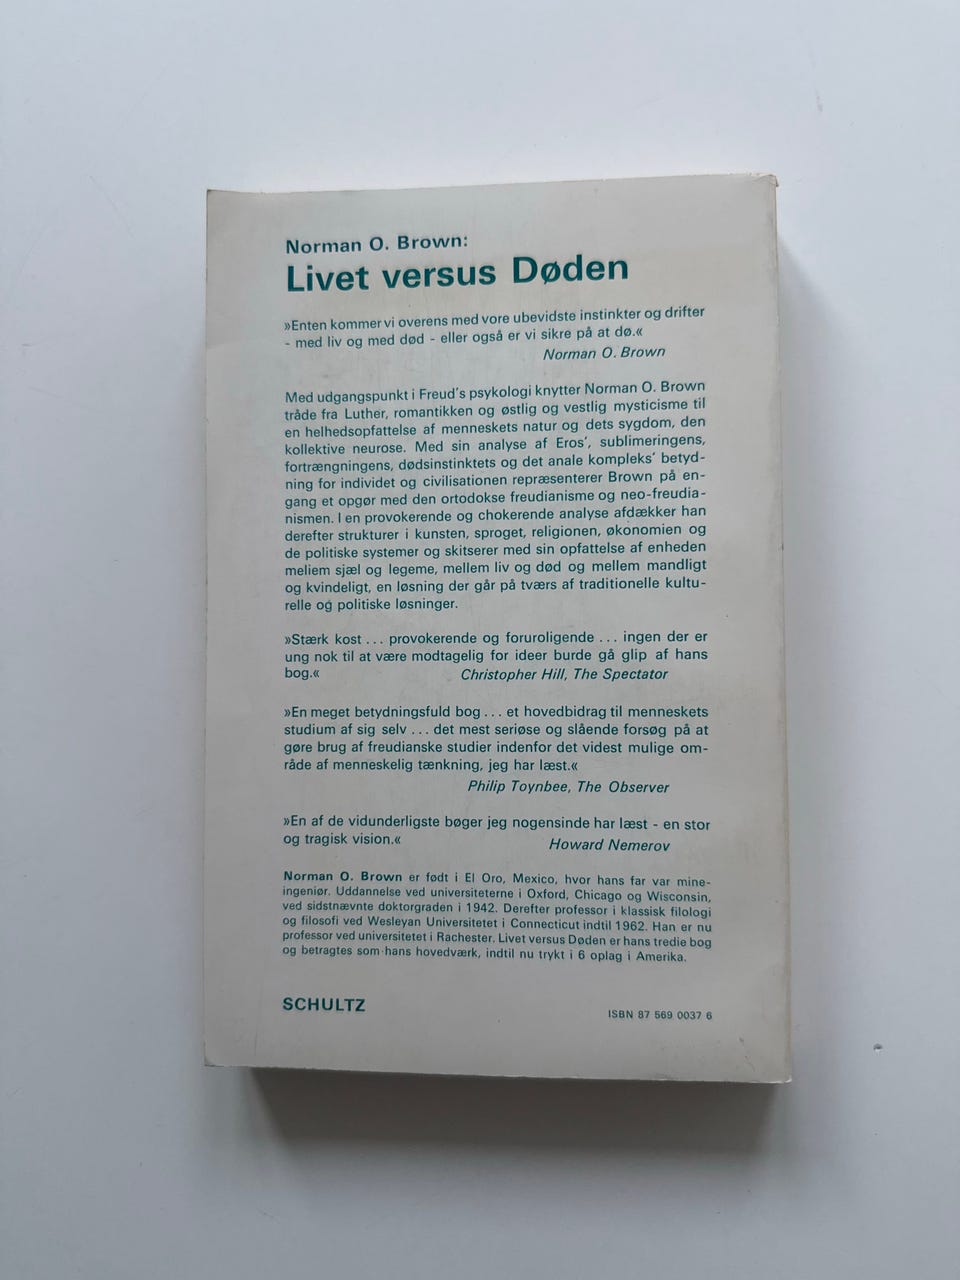 Norman O. Brown:
Livet versus Døden
»Enten kommer vi overens med vore ubevidste instinkter og drifter
- med liv og med død - eller også er vi sikre på at dø.«
Norman O. Brown
Med udgangspunkt i Freud's psykologi knytter Norman O. Brown
tråde fra Luther, romantikken og østlig og vestlig mysticisme til
en helhedsopfattelse af menneskets natur og dets sygdom, den
kollektive neurose. Med sin analyse af Eros', sublimeringens,
fortrængningens, dødsinstinktets og det anale kompleks' betyd-
ning for individet og civilisationen repræsenterer Brown på en-
gang et opgør med den ortodokse freudianisme og neo-freudia-
nismen. I en provokerende og chokerende analyse afdækker han
derefter strukturer i kunsten, sproget, religionen, økonomien og
de politiske systemer og skitserer med sin opfattelse af enheden
meliem sjæl og legeme, mellem liv og død og mellem mandligt
og kvindeligt, en løsning der går på tværs af traditionelle kultu-
relle og politiske løsninger.
»Stærk kost ... provokerende og foruroligende ... ingen der er
ung nok til at være modtagelig for ideer burde gå glip af hans
bog.« Christopher Hill, The Spectator
»En meget betydningsfuld bog ... et hovedbidrag til menneskets
studium af sig selv ... det mest seriøse og slående forsøg på at
gøre brug af freudianske studier indenfor det videst mulige om-
råde af menneskelig tænkning, jeg har læst.«
Philip Toynbee, The Observer
»En af de vidunderligste bøger jeg nogensinde har læst - en stor
og tragisk vision.« Howard Nemerov
Norman O. Brown er født i El Oro, Mexico, hvor hans far var mine-
ingeniør. Uddannelse ved universiteterne i Oxford, Chicago og Wisconsin,
ved sidstnævnte doktorgraden i 1942. Derefter professor i klassisk filologi
og filosofi ved Wesleyan Universitetet i Connecticut indtil 1962. Han er nu
professor ved universitetet i Rachester. Livet versus Døden er hans tredie bog
og betragtes som hans hovedværk, indtil nu trykt i 6 oplag i Amerika.
SCHULTZ
ISBN 87 569 0037 6